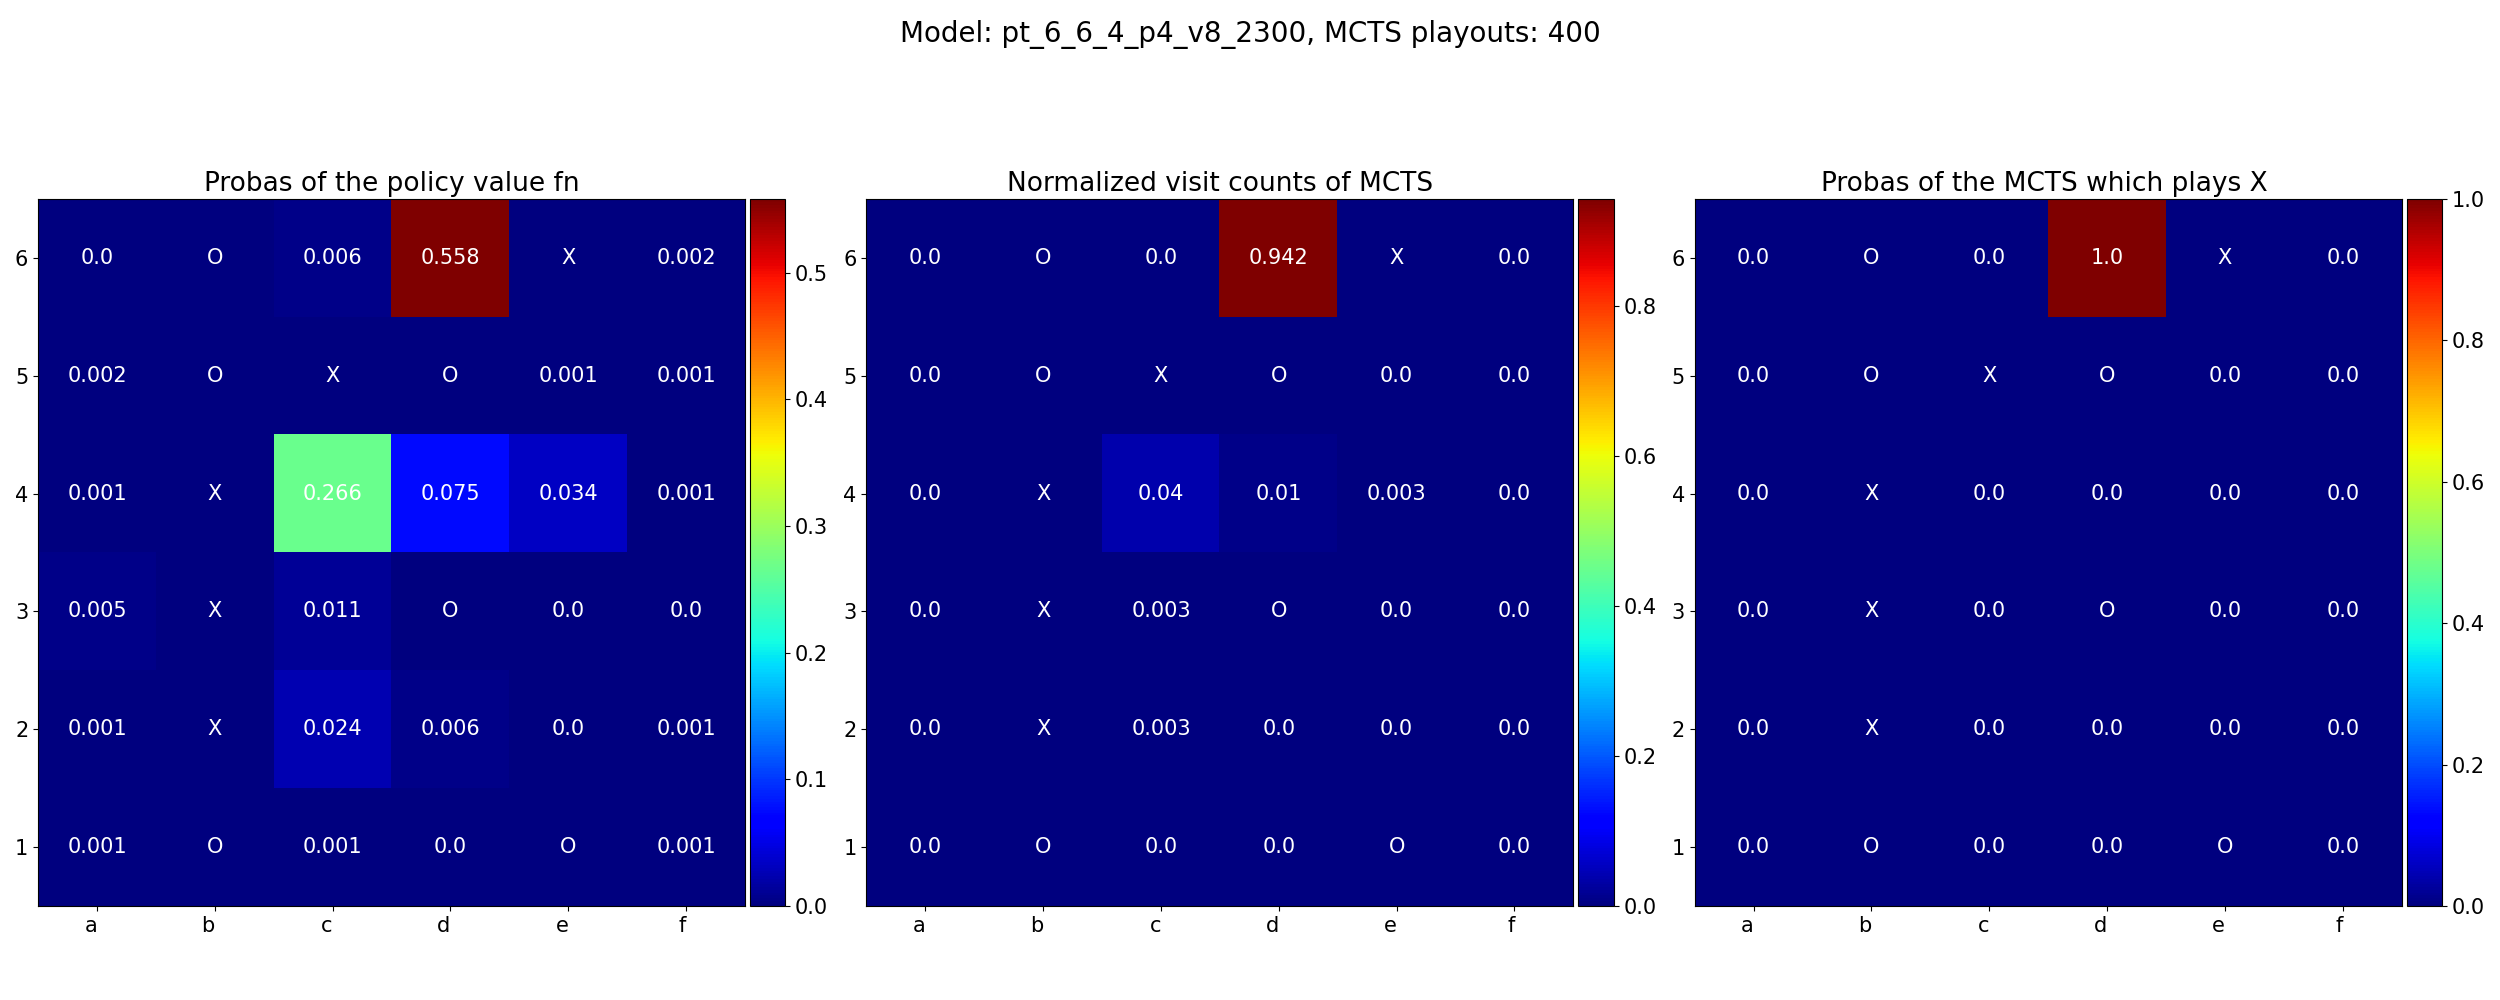 Model: pt_6_6_4_p4_v8_2300, MCTS playouts: 400
Probas of the policy value fn
6 0.0 O 0.006 0.558 X 0.002
5 0.002 O X O 0.001 0.001
4 0.001 X 0.266 0.075 0.034 0.001
3 0.005 X 0.011 O 0.0 0.0
2 0.001 X 0.024 0.006 0.0 0.001
1 0.001 O 0.001 0.0 O 0.001
a b c d e f
0.5
0.4
0.3
0.2
0.1
0.0
Normalized visit counts of MCTS
6 0.0 O 0.0 0.942 X 0.0
5 0.0 O X O 0.0 0.0
4 0.0 X 0.04 0.01 0.003 0.0
3 0.0 X 0.003 O 0.0 0.0
2 0.0 X 0.003 0.0 0.0 0.0
1 0.0 O 0.0 0.0 O 0.0
a b c d e f
0.8
0.6
0.4
0.2
0.0
Probas of the MCTS which plays X
6 0.0 O 0.0 1.0 X 0.0
5 0.0 O X O 0.0 0.0
4 0.0 X 0.0 0.0 0.0 0.0
3 0.0 X 0.0 O 0.0 0.0
2 0.0 X 0.0 0.0 0.0 0.0
1 0.0 O 0.0 0.0 O 0.0
a b c d e f
1.0
0.8
0.6
0.4
0.2
0.0